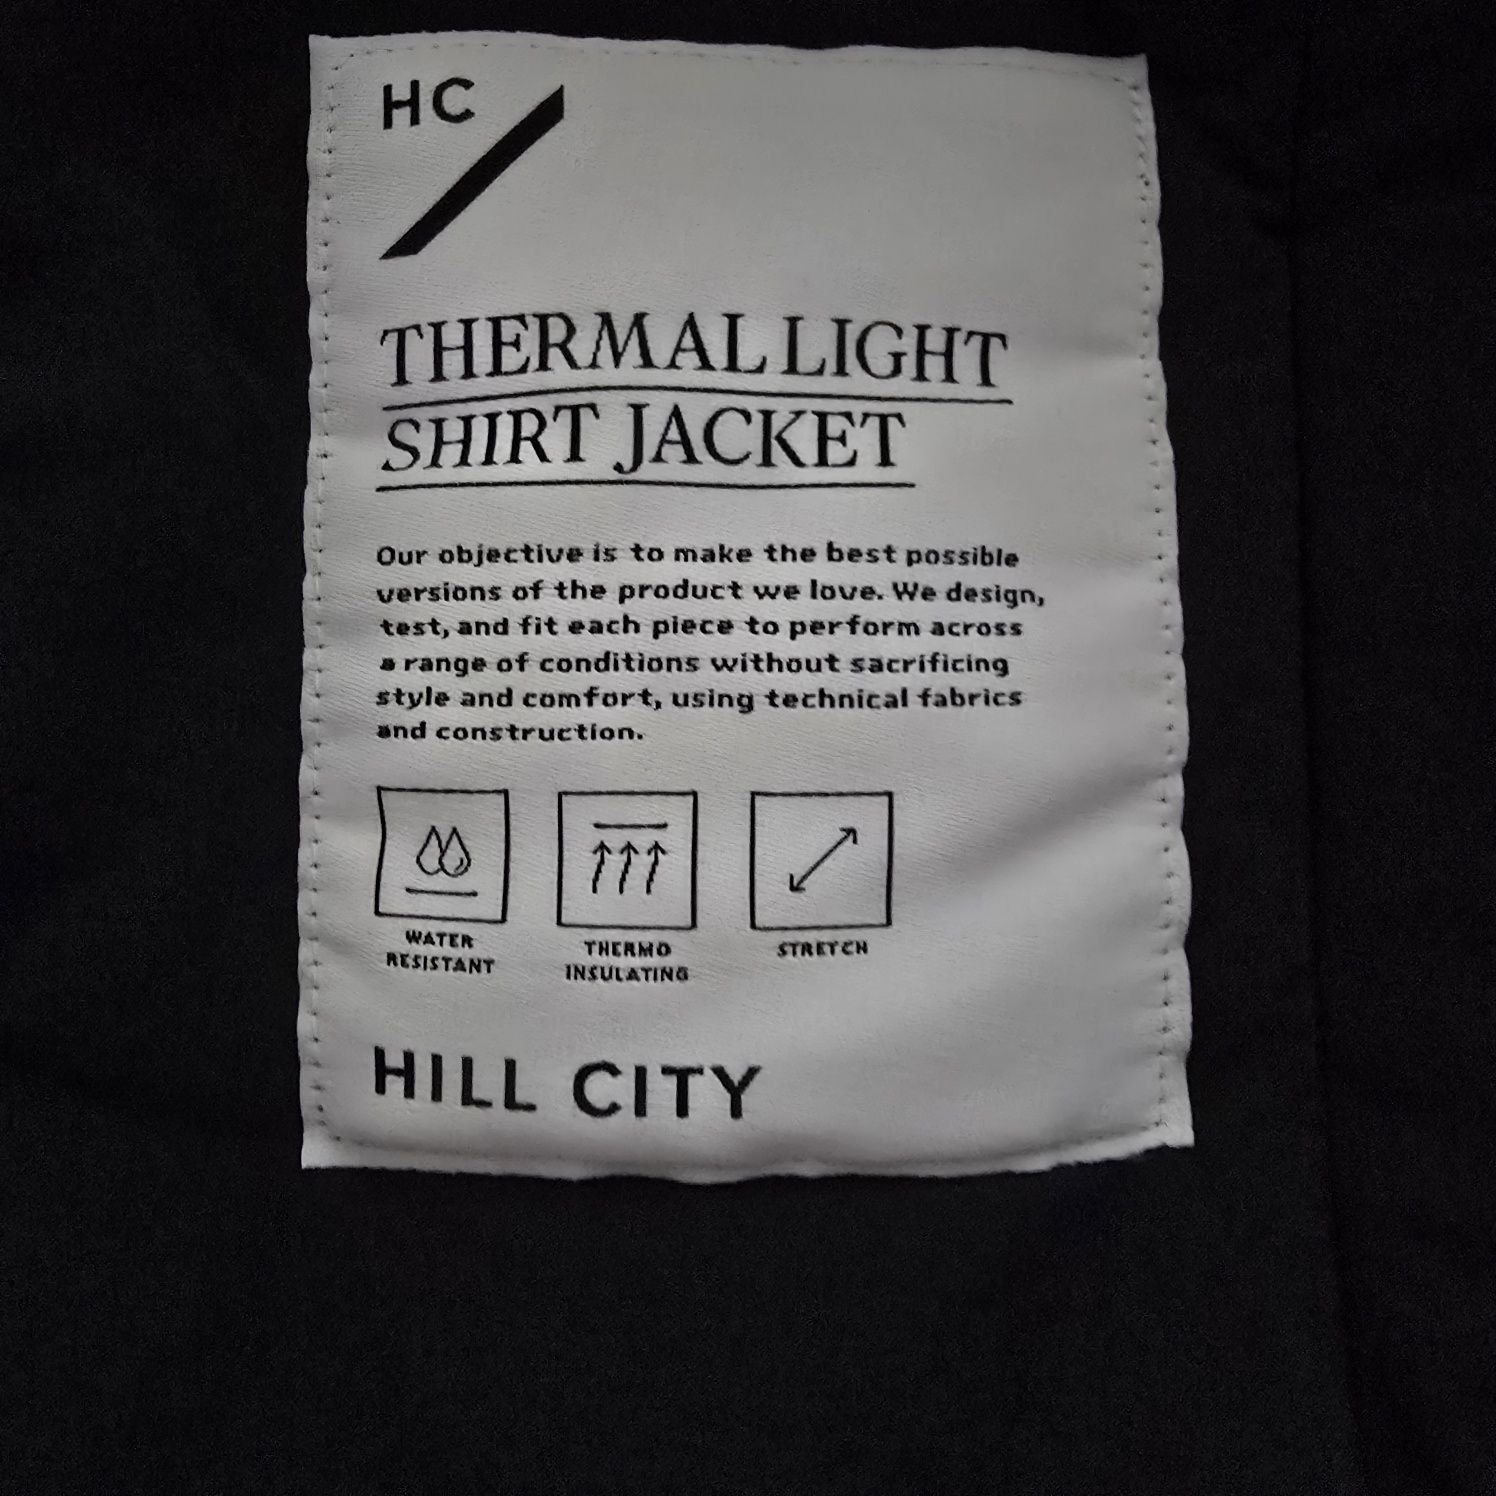 HC
THERMAL LIGHT
SHIRT JACKET
Our objective is to make the best possible
versions of the product we love. We design,
test, and fit each piece to perform across
a range of conditions without sacrificing
style and comfort, using technical fabrics
and construction.
WATER
RESISTANT
THERMO
INSULATING
STRETCH
HILL CITY